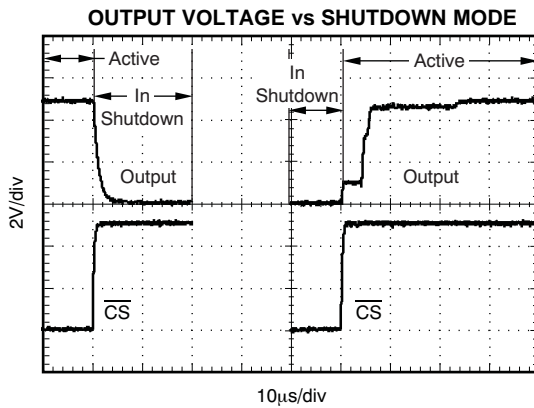 OUTPUT VOLTAGE vs SHUTDOWN MODE
Active
In
Shutdown
Output
CS
In
Shutdown
Active
Output
CS
2V/div
10µs/div